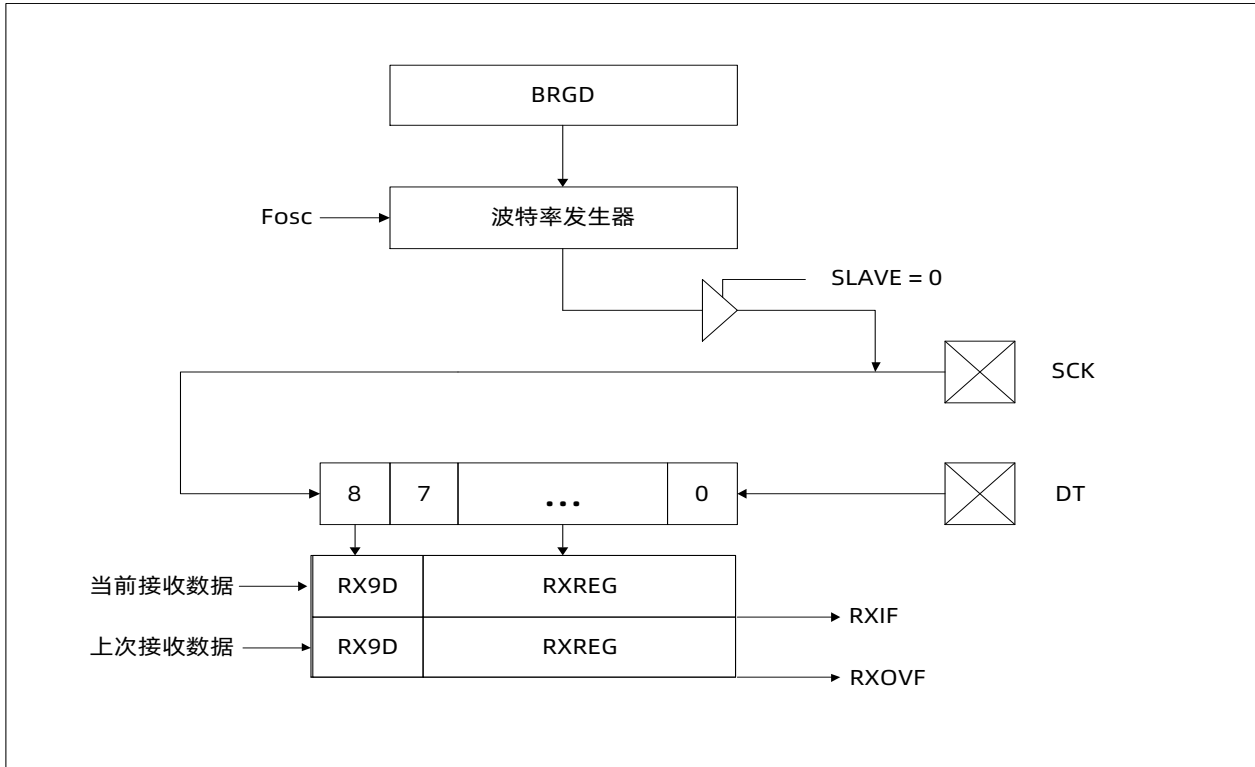 BRGD
Fosc
波特率发生器
SLAVE = 0
SCK
8 7 ... 0
DT
当前接收数据 RX9D RXREG
RXIF
上次接收数据 RX9D RXREG
RXOVF